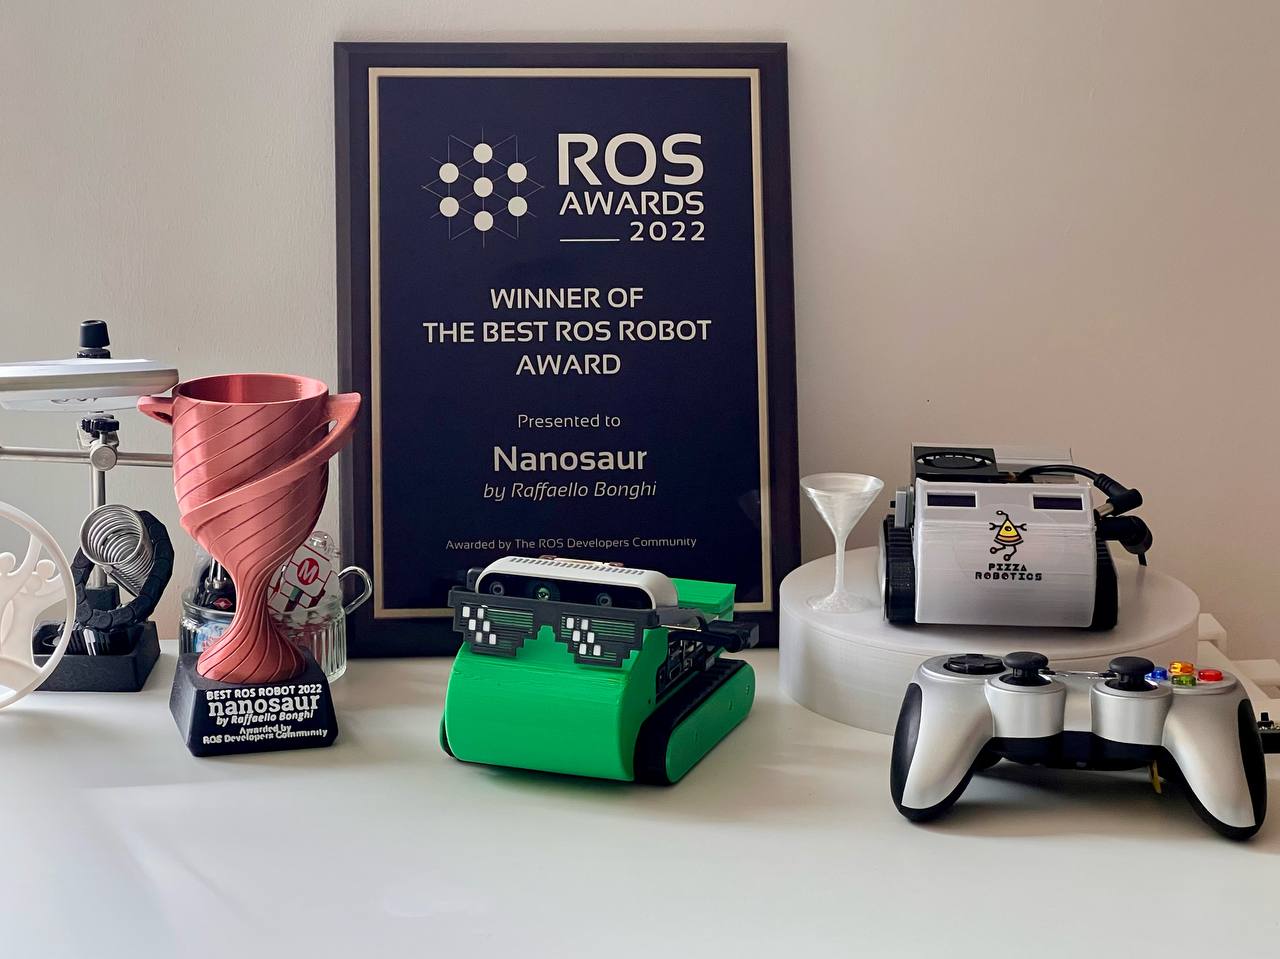 ROS
AWARDS
2022
WINNER OF
THE BEST ROS ROBOT
AWARD
Presented to
Nanosaur
by Raffaello Bonghi
Awarded by The ROS Developers Community
BEST ROS ROBOT 2022
nanosaur
by Raffaello Bonghi
Awarded by
ROS Developers Community
M
PIZZA
ROBOTICS